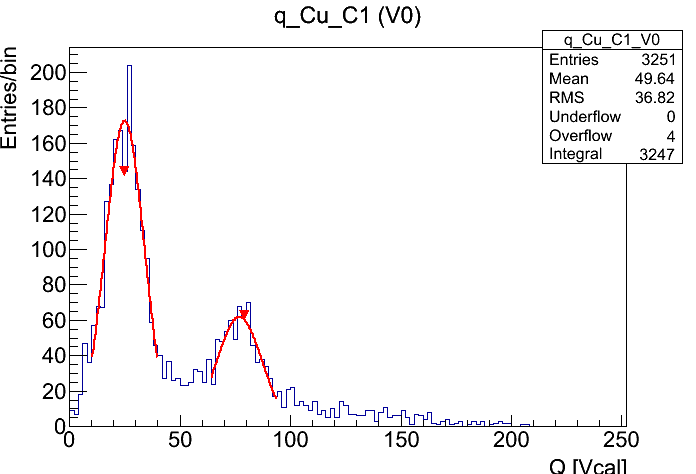 q_Cu_C1 (V0)
q_Cu_C1_V0
Entries 3251
Mean 49.64
RMS 36.82
Underflow 0
Overflow 4
Integral 3247
Entries/bin
200
180
160
140
120
100
80
60
40
20
0
0 50 100 150 200 250
Q [Vcal]